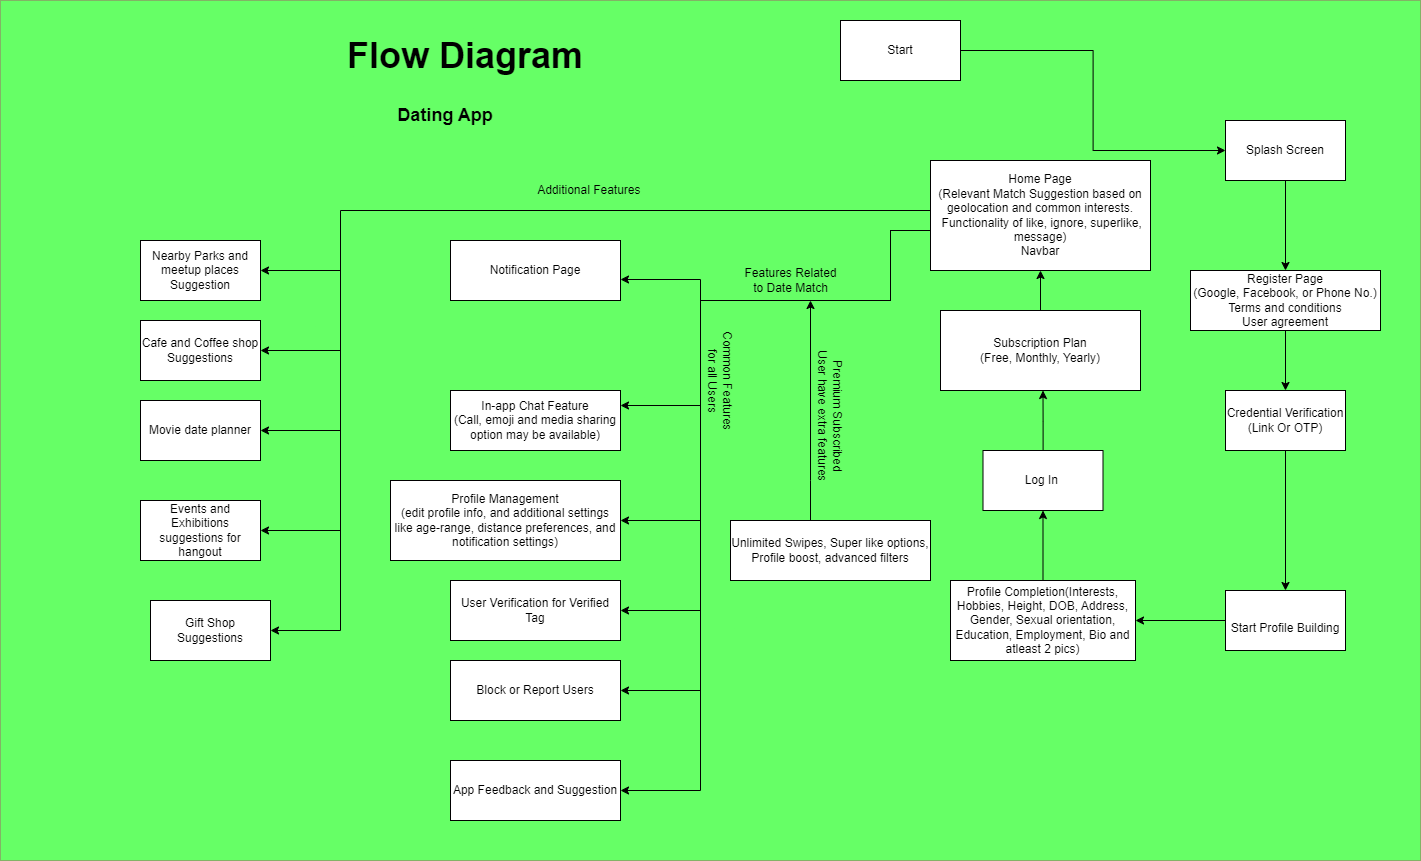 Flow Diagram
Dating App
Start
Splash Screen
Register Page
(Google, Facebook, or Phone No.)
Terms and conditions
User agreement
Credential Verification
(Link Or OTP)
Start Profile Building
Profile Completion(Interests,
Hobbies, Height, DOB, Address,
Gender, Sexual orientation,
Education, Employment, Bio and
atleast 2 pics)
Log In
Subscription Plan
(Free, Monthly, Yearly)
Home Page
(Relevant Match Suggestion based on
geolocation and common interests.
Functionality of like, ignore, superlike,
message)
Navbar
Additional Features
Nearby Parks and
meetup places
Suggestion
Cafe and Coffee shop
Suggestions
Movie date planner
Events and
Exhibitions
suggestions for
hangout
Gift Shop
Suggestions
Features Related
to Date Match
Common Features
for all Users
Premium Subscribed
User have extra features
Unlimited Swipes, Super like options,
Profile boost, advanced filters
Notification Page
In-app Chat Feature
(Call, emoji and media sharing
option may be available)
Profile Management
(edit profile info, and additional settings
like age-range, distance preferences, and
notification settings)
User Verification for Verified
Tag
Block or Report Users
App Feedback and Suggestion